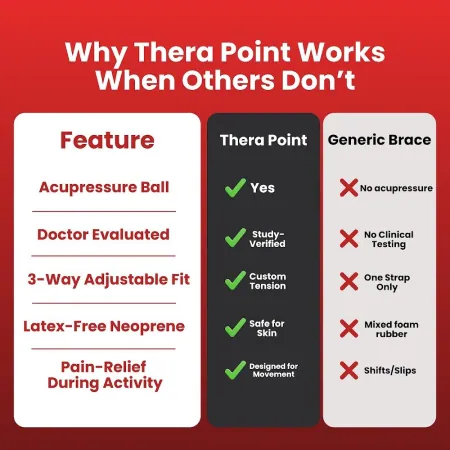 Why Thera Point Works
When Others Don't
Feature
Thera Point
Generic Brace
Acupressure Ball
Yes
No acupressure
Doctor Evaluated
Study-
Verified
No Clinical
Testing
3-Way Adjustable Fit
Custom
Tension
One Strap
Only
Latex-Free Neoprene
Safe for
Skin
Mixed foam
rubber
Pain-Relief
During Activity
Designed for
Movement
Shifts/Slips